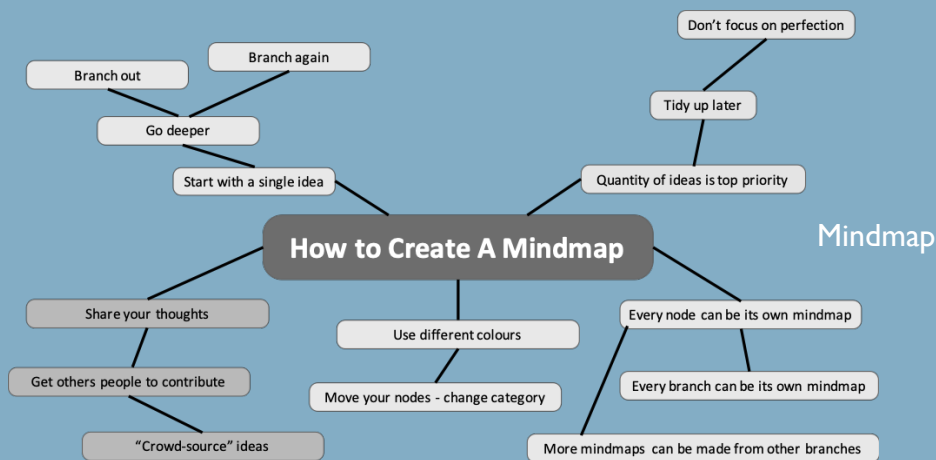 Don't focus on perfection
Branch again
Branch out
Tidy up later
Go deeper
Start with a single idea
Quantity of ideas is top priority
How to Create A Mindmap
Mindmap
Share your thoughts
Use different colours
Every node can be its own mindmap
Get others people to contribute
Move your nodes - change category
Every branch can be its own mindmap
"Crowd-source" ideas
More mindmaps can be made from other branches